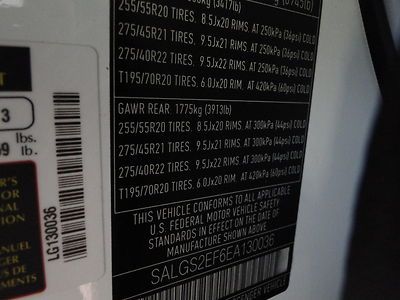 kg (3417lb)
255/55R20 TIRES. 8.5Jx20 RIMS. AT 250kPa (36psi) COLD
275/45R21 TIRES. 9.5Jx21 RIMS. AT 250kPa (36psi) COLD
275/40R22 TIRES. 9.5Jx22 RIMS. AT 250kPa (36psi) COLD
T195/70R20 TIRES. 6.0Jx20 RIM. AT 420kPa (60psi) COLD
GAWR REAR. 1775kg (3913lb)
255/55R20 TIRES. 8.5Jx20 RIMS. AT 300kPa (44psi) COLD
275/45R21 TIRES. 9.5Jx21 RIMS. AT 300kPa (44psi) COLD
275/40R22 TIRES. 9.5Jx22 RIMS. AT 300kPa (44psi) COLD
T195/70R20 TIRES. 6.0Jx20 RIM. AT 420kPa (60psi) COLD
THIS VEHICLE CONFORMS TO ALL APPLICABLE
U.S. FEDERAL MOTOR VEHICLE SAFETY STANDARDS
IN EFFECT ON THE DATE OF
MANUFACTURE SHOWN ABOVE
SALGS2EF6EA130036
3
lbs.
lb.
LG130036
MANUEL